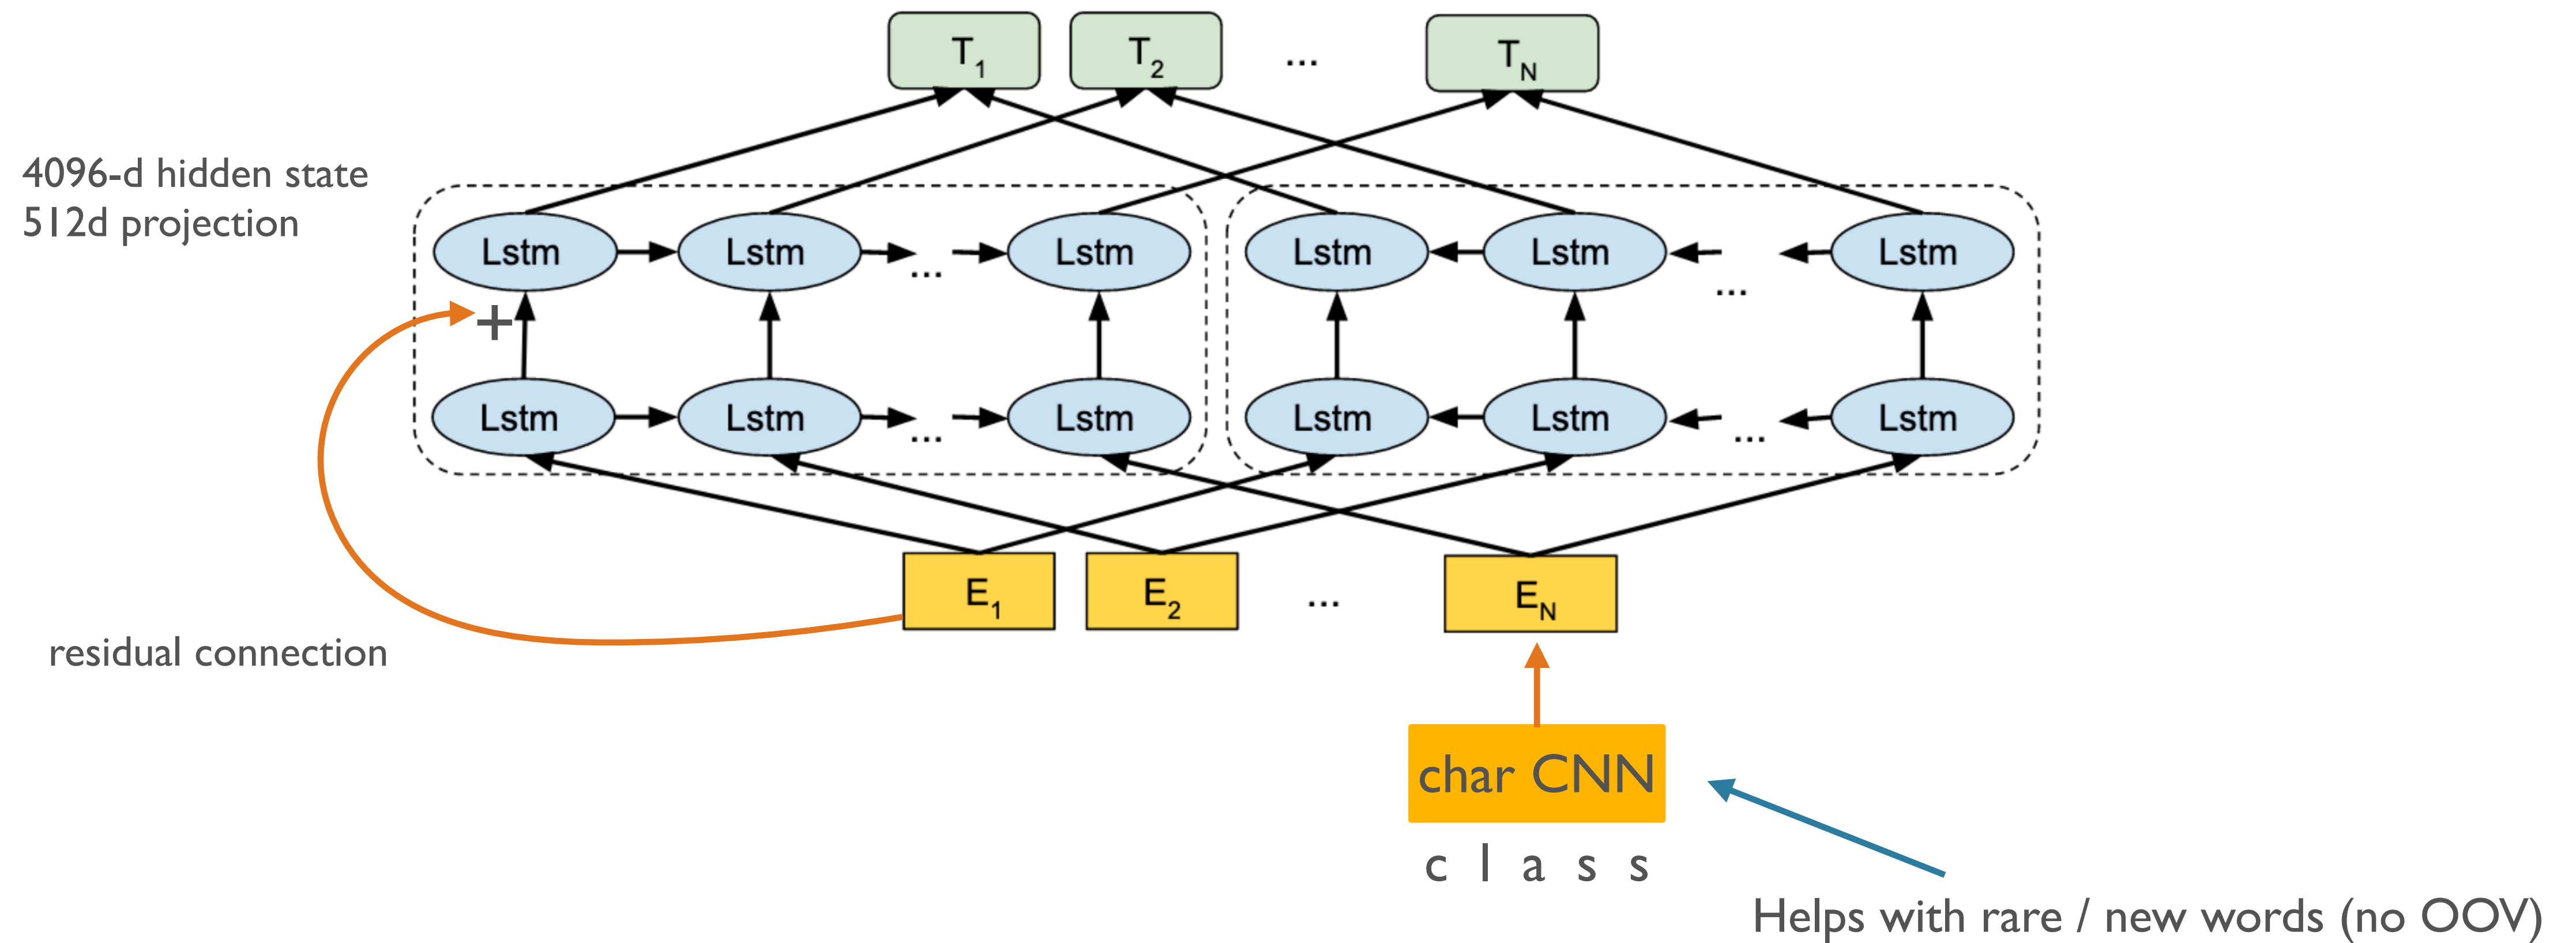 T1 T2 ... TN
4096-d hidden state
512d projection
Lstm Lstm ... Lstm Lstm Lstm ... Lstm
+
Lstm Lstm ... Lstm Lstm Lstm ... Lstm
E1 E2 ... EN
residual connection
char CNN
c l a s s
Helps with rare / new words (no OOV)